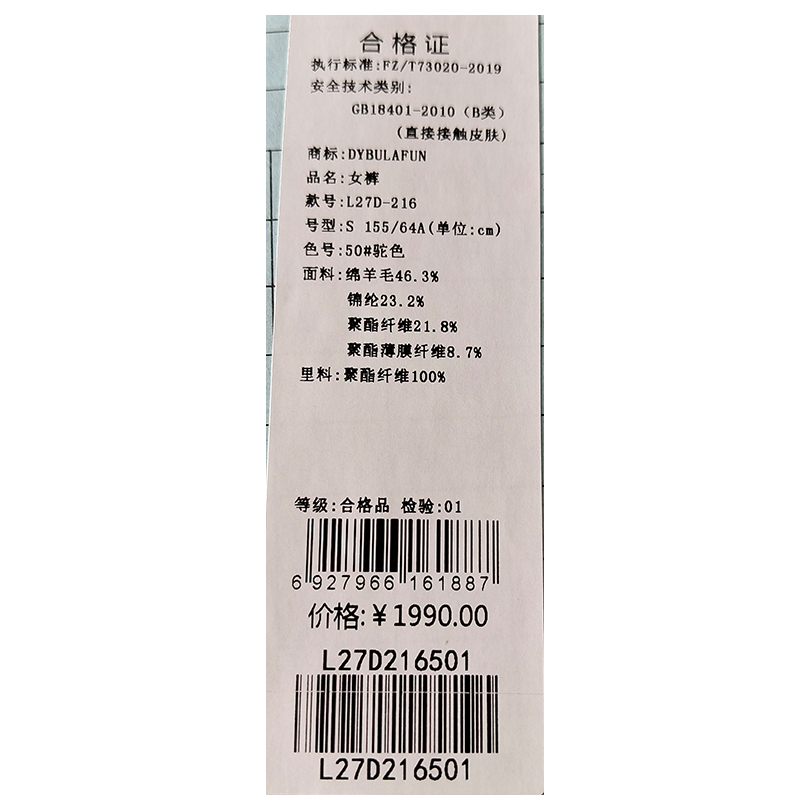 合格证
执行标准:FZ/T73020-2019
安全技术类别:
GB18401-2010（B类）
(直接接触皮肤)
商标:DYBULAFUN
品名:女裤
款号:L27D-216
号型:S 155/64A(单位:cm)
色号:50#驼色
面料:绵羊毛46.3%
锦纶23.2%
聚酯纤维21.8%
聚酯薄膜纤维8.7%
里料:聚酯纤维100%
等级:合格品 检验:01
6 927966 161887
价格:￥1990.00
L27D216501
L27D216501